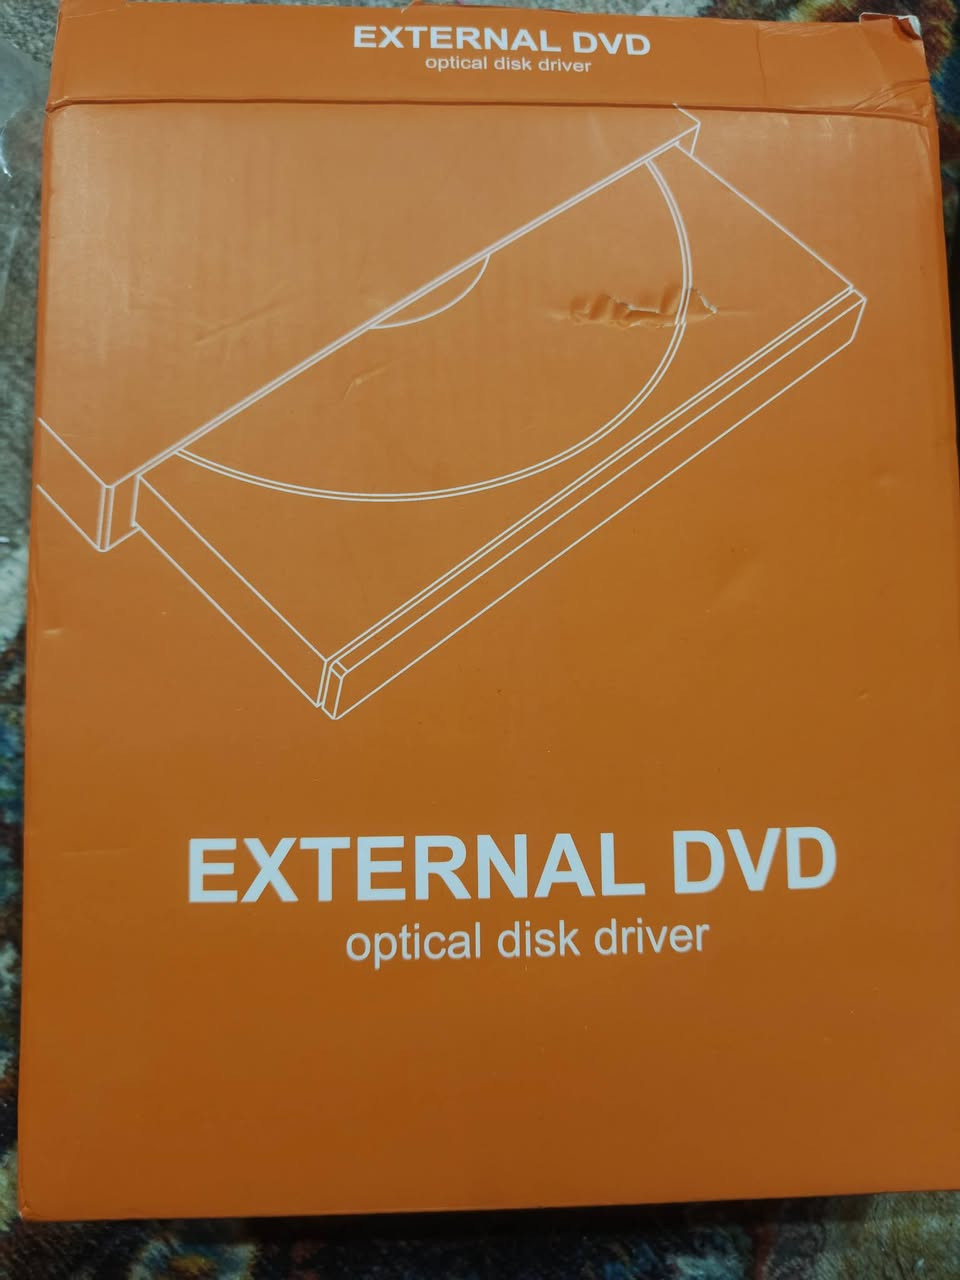 EXTERNAL DVD
optical disk driver
EXTERNAL DVD
optical disk driver